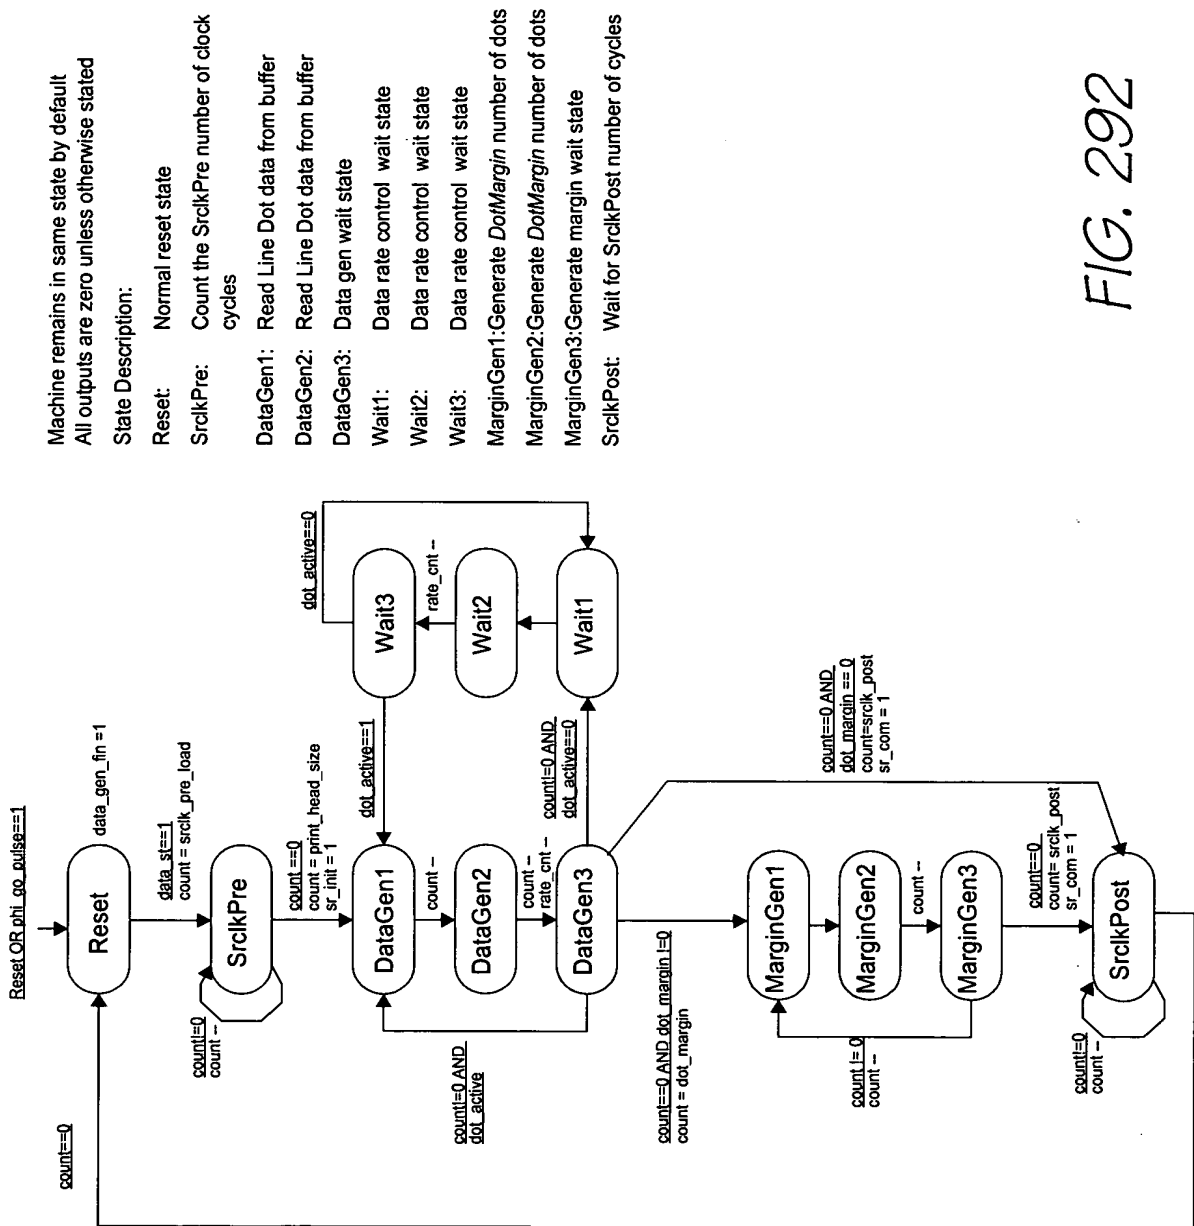 Machine remains in same state by default
All outputs are zero unless otherwise stated
State Description:
Reset: Normal reset state
SrclkPre: Count the SrclkPre number of clock
cycles
DataGen1: Read Line Dot data from buffer
DataGen2: Read Line Dot data from buffer
DataGen3: Data gen wait state
Wait1: Data rate control wait state
Wait2: Data rate control wait state
Wait3: Data rate control wait state
MarginGen1:Generate DotMargin number of dots
MarginGen2:Generate DotMargin number of dots
MarginGen3:Generate margin wait state
SrclkPost: Wait for SrclkPost number of cycles
Reset OR phi_go_pulse==1
Reset
data_gen_fin =1
count==0
data_st==1
count = srclk_pre_load
SrclkPre
count!=0
count --
count ==0
count = print_head_size
sr_init = 1
DataGen1
count --
DataGen2
count --
rate_cnt --
DataGen3
count!=0 AND
dot_active
dot_active==1
dot_active==0
Wait3
rate_cnt --
Wait2
Wait1
count!=0 AND
dot_active==0
count==0 AND
dot_margin == 0
count=srclk_post
sr_com = 1
count==0 AND dot_margin !=0
count = dot_margin
MarginGen1
MarginGen2
count --
MarginGen3
count != 0
count --
count==0
count= srclk_post
sr_com = 1
SrclkPost
count!=0
count --
FIG. 292